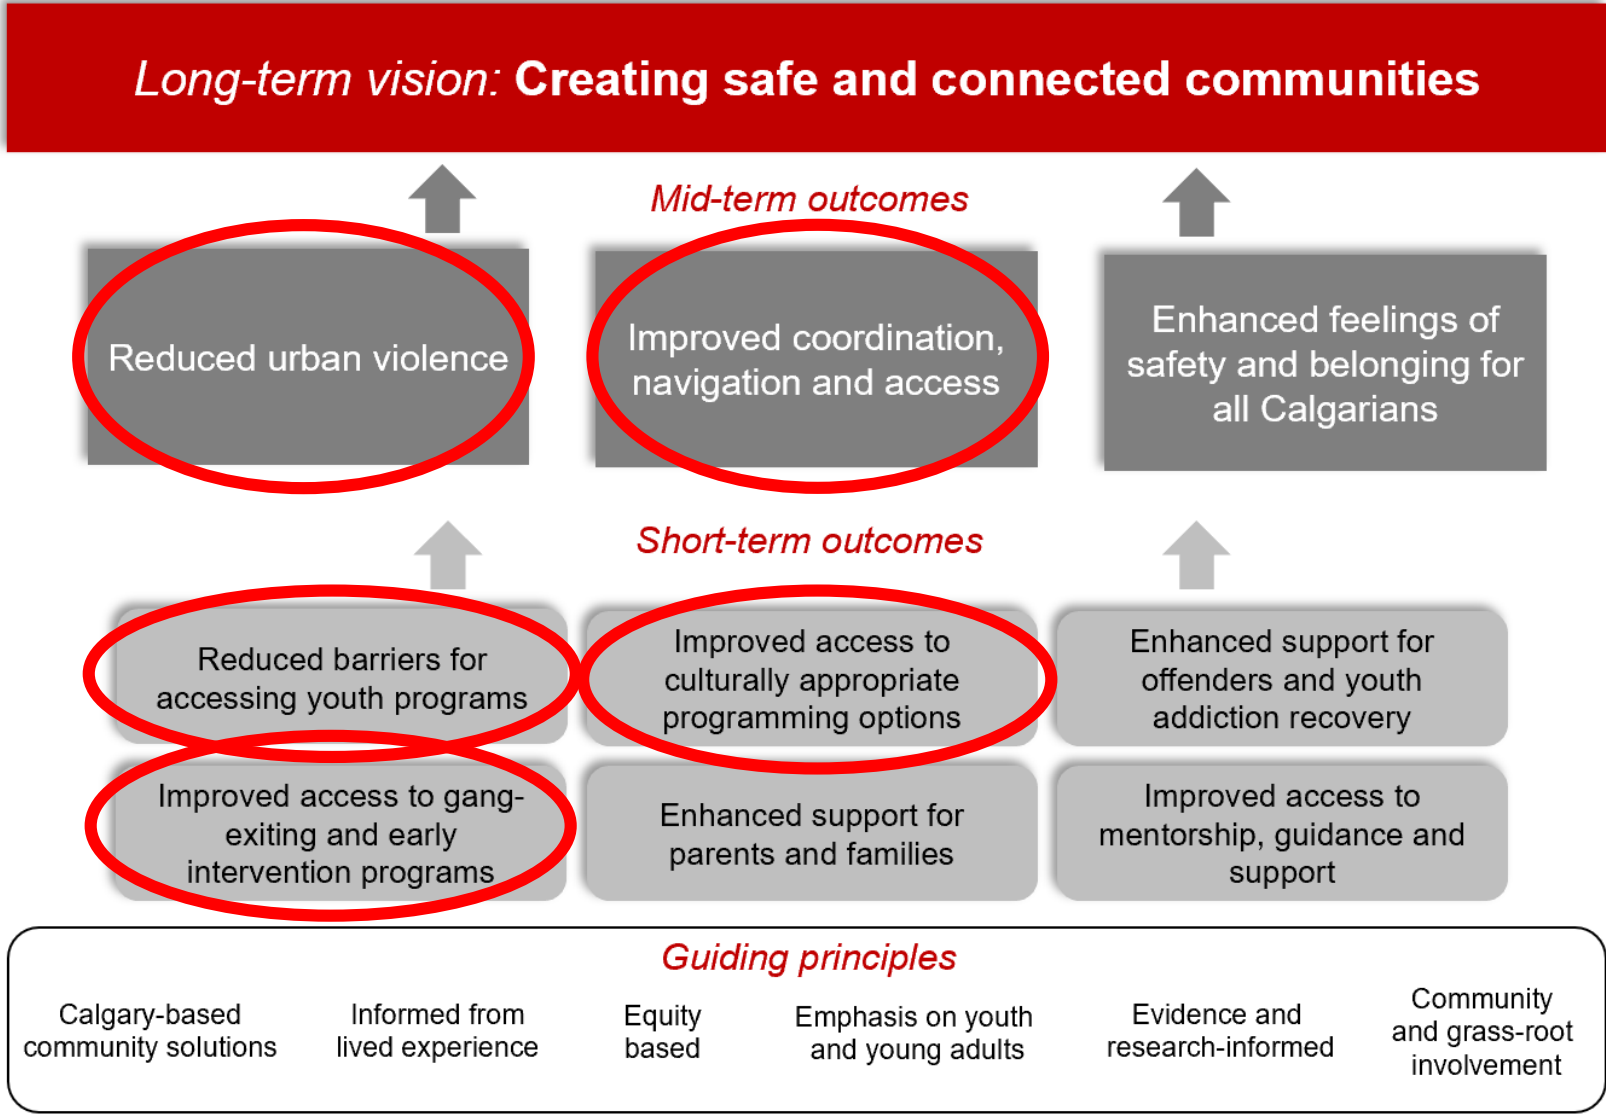 Long-term vision: Creating safe and connected communities
Mid-term outcomes
Reduced urban violence
Improved coordination,
navigation and access
Enhanced feelings of
safety and belonging for
all Calgarians
Short-term outcomes
Reduced barriers for
accessing youth programs
Improved access to
culturally appropriate
programming options
Enhanced support for
offenders and youth
addiction recovery
Improved access to gang-
exiting and early
intervention programs
Enhanced support for
parents and families
Improved access to
mentorship, guidance and
support
Guiding principles
Calgary-based
community solutions
Informed from
lived experience
Equity
based
Emphasis on youth
and young adults
Evidence and
research-informed
Community
and grass-root
involvement